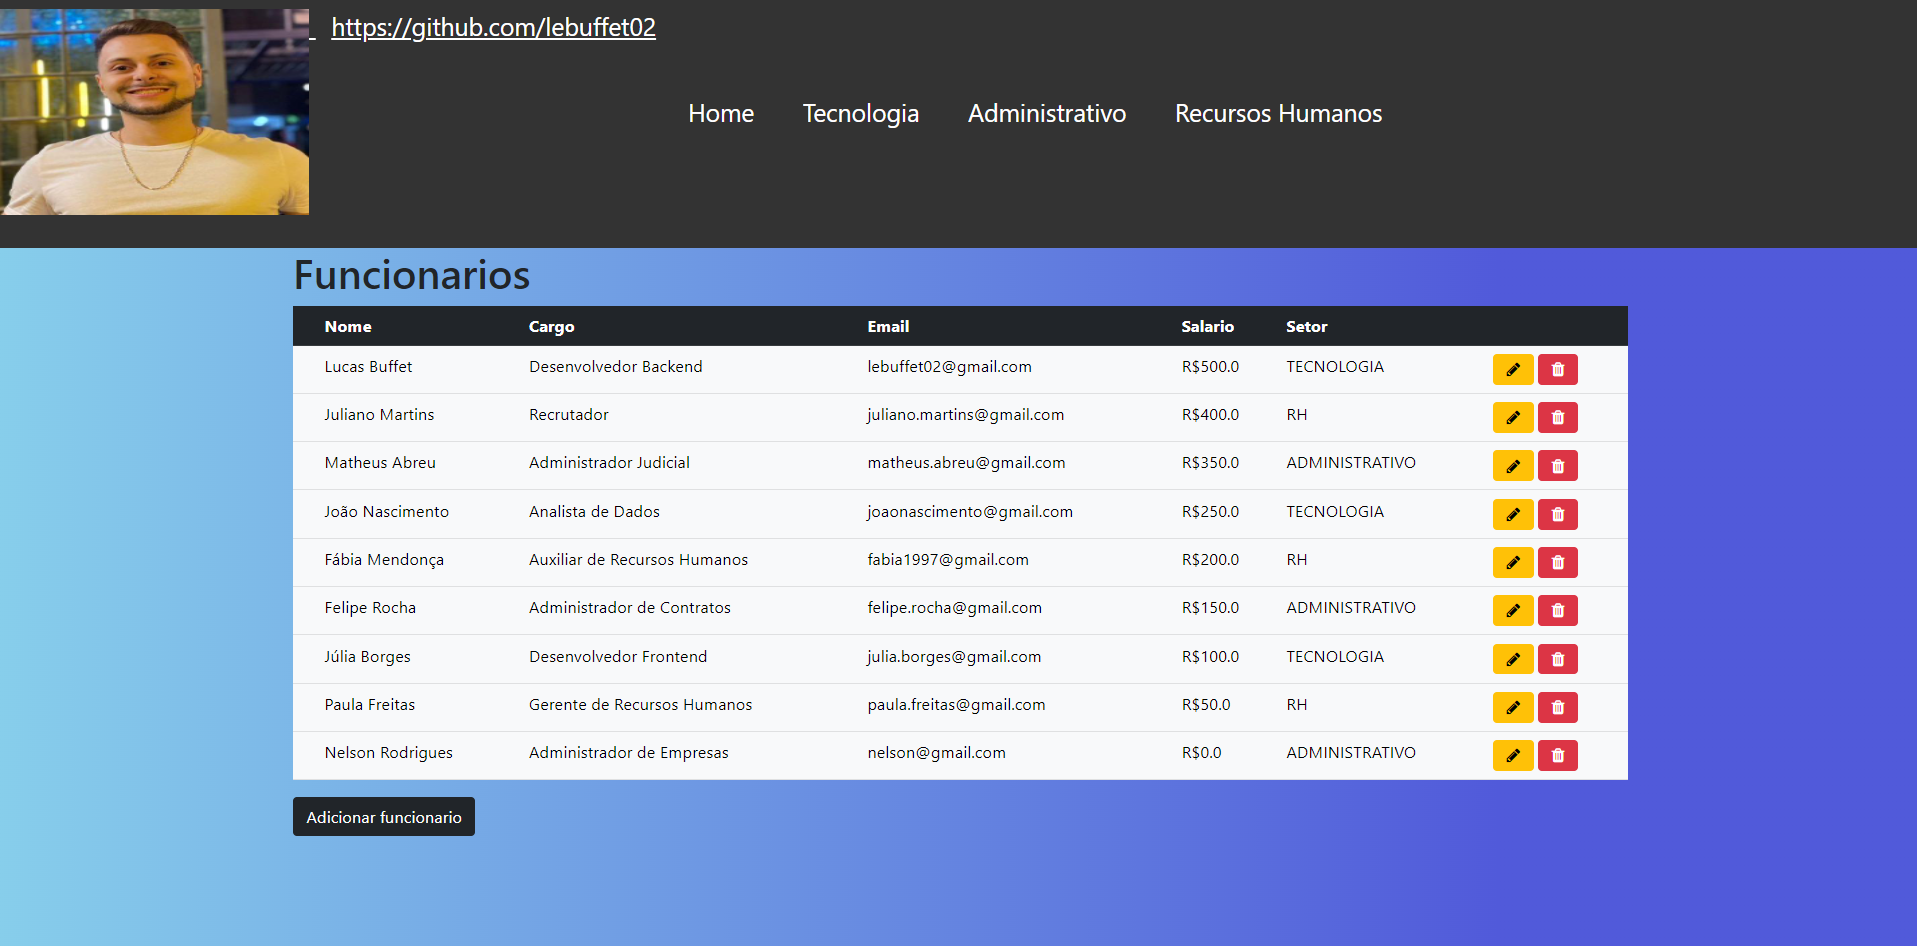 https://github.com/lebuffet02
Home Tecnologia Administrativo Recursos Humanos
Funcionarios
Nome Cargo Email Salario Setor
Lucas Buffet Desenvolvedor Backend lebuffet02@gmail.com R$500.0 TECNOLOGIA
Juliano Martins Recrutador juliano.martins@gmail.com R$400.0 RH
Matheus Abreu Administrador Judicial matheus.abreu@gmail.com R$350.0 ADMINISTRATIVO
João Nascimento Analista de Dados joaonascimento@gmail.com R$250.0 TECNOLOGIA
Fábia Mendonça Auxiliar de Recursos Humanos fabia1997@gmail.com R$200.0 RH
Felipe Rocha Administrador de Contratos felipe.rocha@gmail.com R$150.0 ADMINISTRATIVO
Júlia Borges Desenvolvedor Frontend julia.borges@gmail.com R$100.0 TECNOLOGIA
Paula Freitas Gerente de Recursos Humanos paula.freitas@gmail.com R$50.0 RH
Nelson Rodrigues Administrador de Empresas nelson@gmail.com R$0.0 ADMINISTRATIVO
Adicionar funcionario